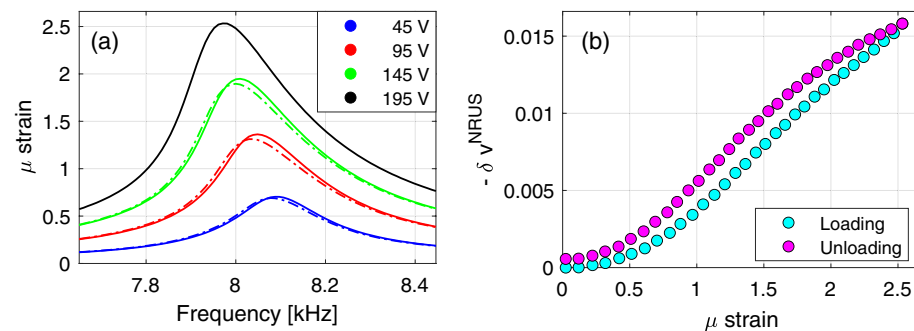 (a)
45 V
95 V
145 V
195 V
2.5
2
1.5
1
0.5
0
μ strain
7.8
8
8.2
8.4
Frequency [kHz]
(b)
0.015
0.01
0.005
0
- δ v^NRUS
Loading
Unloading
0
0.5
1
1.5
2
2.5
μ strain